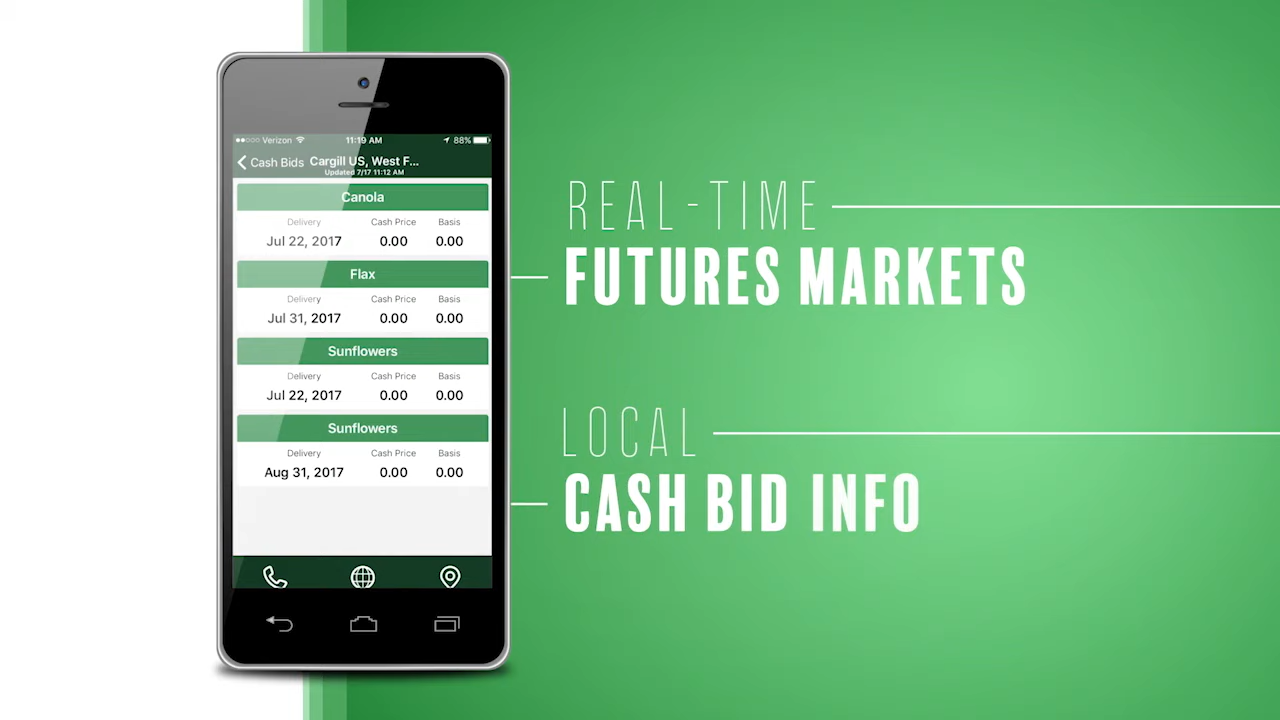 Verizon 11:19 AM 88%
Cash Bids Cargill US, West F...
Updated 7/17 11:12 AM
Canola
Delivery Cash Price Basis
Jul 22, 2017 0.00 0.00
Flax
Delivery Cash Price Basis
Jul 31, 2017 0.00 0.00
Sunflowers
Delivery Cash Price Basis
Jul 22, 2017 0.00 0.00
Sunflowers
Delivery Cash Price Basis
Aug 31, 2017 0.00 0.00
REAL-TIME
FUTURES MARKETS
LOCAL
CASH BID INFO